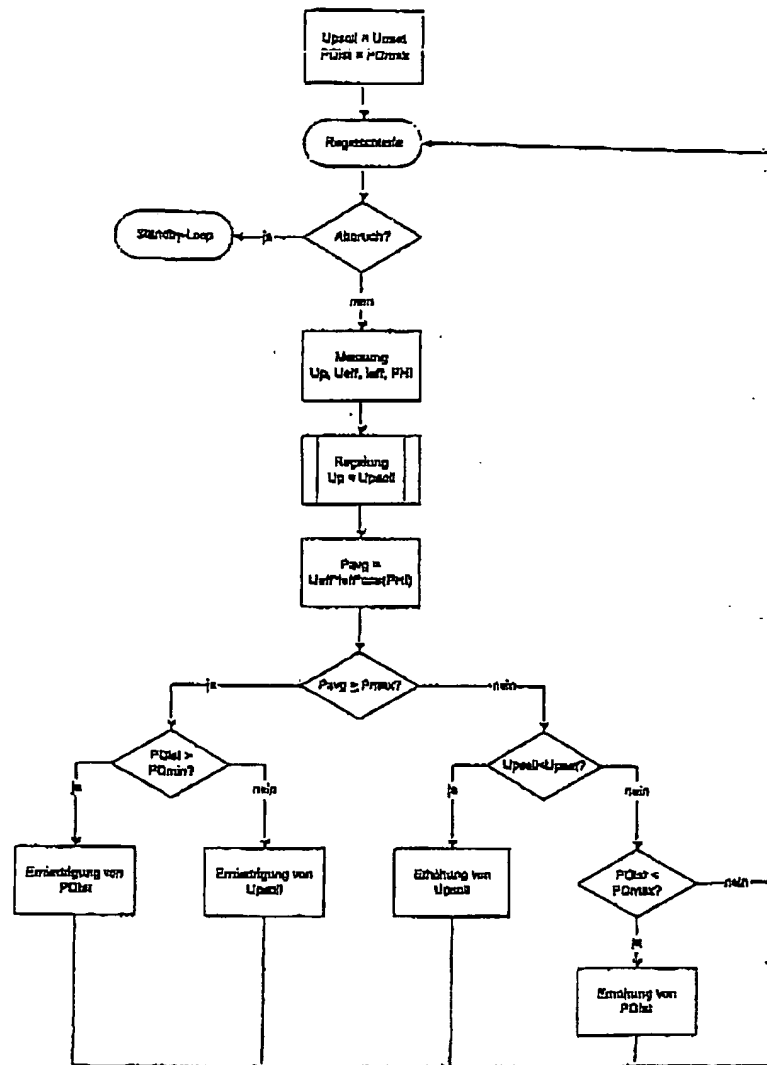 Upsoll = Upset
PDist = PDmax
Regelschleife
Abbruch?
Standby-Loop
ja
nein
Messung
Up, Ueff, Ieff, PHI
Regelung
Up = Upsoll
Pavg =
Ueff*Ieff*cos(PHI)
Pavg ≥ Pmax?
ja
nein
PDist >
PDmin?
Upsoll<Upset?
ja
nein
ja
nein
Erniedrigung von
PDist
Erniedrigung von
Upsoll
Erhöhung von
Upsoll
PDist <
PDmax?
nein
ja
Erhöhung von
PDist